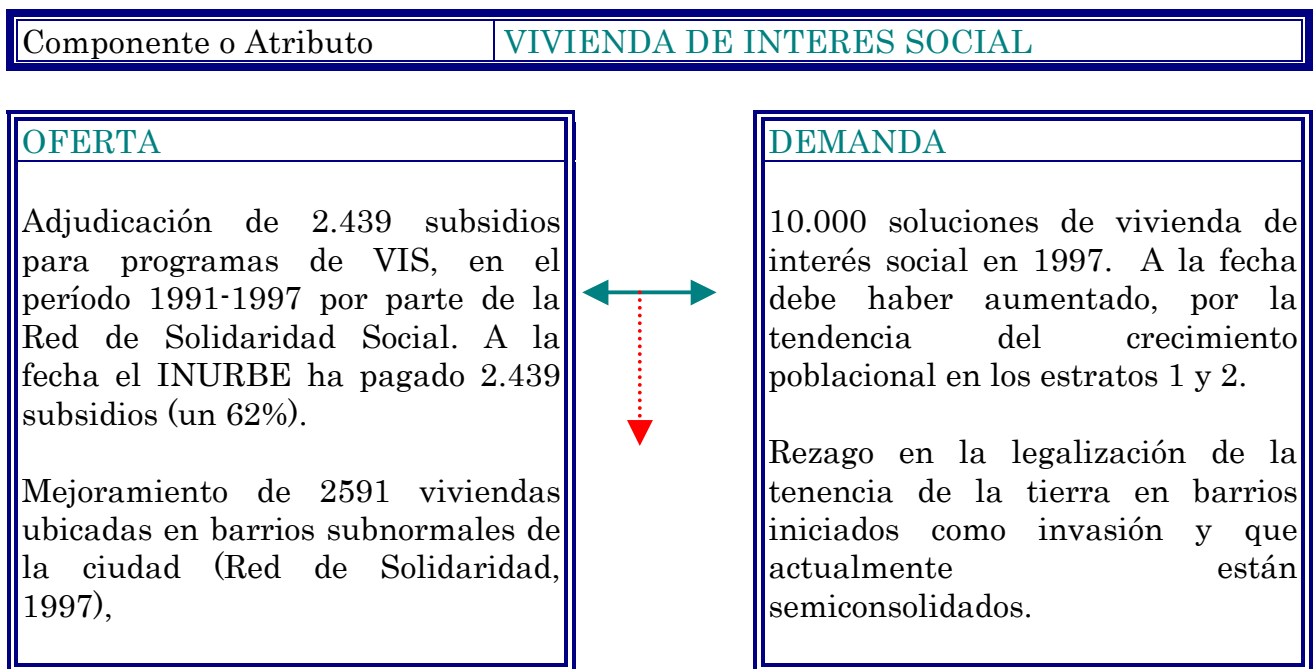 Componente o Atributo VIVIENDA DE INTERES SOCIAL
OFERTA
Adjudicación de 2.439 subsidios
para programas de VIS, en el
período 1991-1997 por parte de la
Red de Solidaridad Social. A la
fecha el INURBE ha pagado 2.439
subsidios (un 62%).
Mejoramiento de 2591 viviendas
ubicadas en barrios subnormales de
la ciudad (Red de Solidaridad,
1997),
DEMANDA
10.000 soluciones de vivienda de
interés social en 1997. A la fecha
debe haber aumentado, por la
tendencia del crecimiento
poblacional en los estratos 1 y 2.
Rezago en la legalización de la
tenencia de la tierra en barrios
iniciados como invasión y que
actualmente están
semiconsolidados.